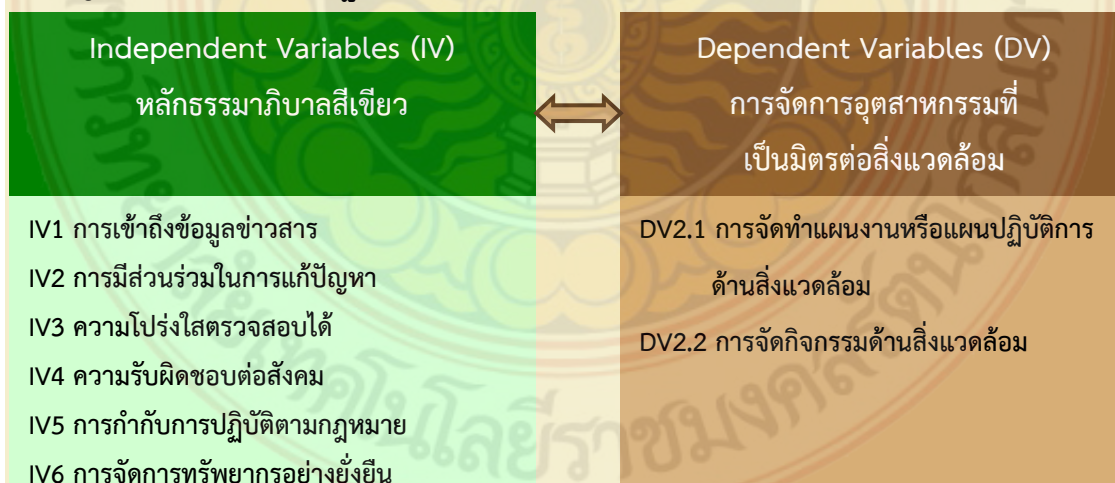 Independent Variables (IV)
หลักธรรมาภิบาลสีเขียว
Dependent Variables (DV)
การจัดการอุตสาหกรรมที่
เป็นมิตรต่อสิ่งแวดล้อม
IV1 การเข้าถึงข้อมูลข่าวสาร
IV2 การมีส่วนร่วมในการแก้ปัญหา
IV3 ความโปร่งใสตรวจสอบได้
IV4 ความรับผิดชอบต่อสังคม
IV5 การกำกับการปฏิบัติตามกฎหมาย
IV6 การจัดการทรัพยากรอย่างยั่งยืน
DV2.1 การจัดทำแผนงานหรือแผนปฏิบัติการ
ด้านสิ่งแวดล้อม
DV2.2 การจัดกิจกรรมด้านสิ่งแวดล้อม